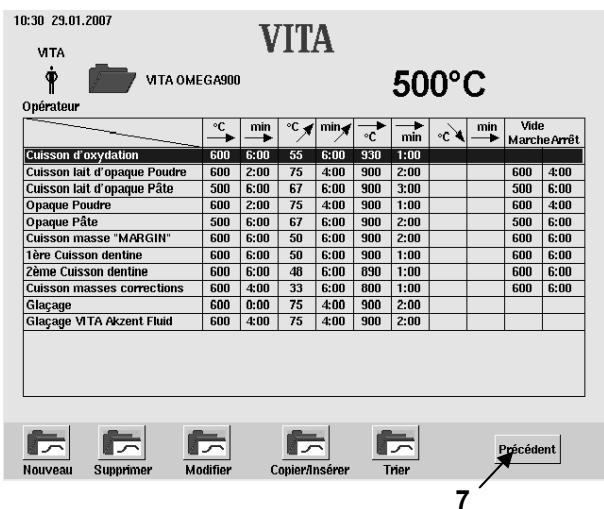 10:30 29.01.2007
VITA
VITA
VITA OMEGA900
500°C
Opérateur
°C min °C min °C min °C min Vide
Marche Arrêt
Cuisson d'oxydation 600 6:00 55 6:00 930 1:00
Cuisson lait d'opaque Poudre 600 2:00 75 4:00 900 2:00 600 4:00
Cuisson lait d'opaque Pâte 500 6:00 67 6:00 900 3:00 500 6:00
Opaque Poudre 600 2:00 75 4:00 900 1:00 600 4:00
Opaque Pâte 500 6:00 67 6:00 900 2:00 500 6:00
Cuisson masse "MARGIN" 600 6:00 50 6:00 900 2:00 600 6:00
1ère Cuisson dentine 600 6:00 50 6:00 900 1:00 600 6:00
2ème Cuisson dentine 600 6:00 48 6:00 890 1:00 600 6:00
Cuisson masses corrections 600 4:00 33 6:00 800 1:00 600 6:00
Glaçage 600 0:00 75 4:00 900 2:00
Glaçage VITA Akzent Fluid 600 4:00 75 4:00 900 2:00
Nouveau Supprimer Modifier Copier/Insérer Trier Précédent
7